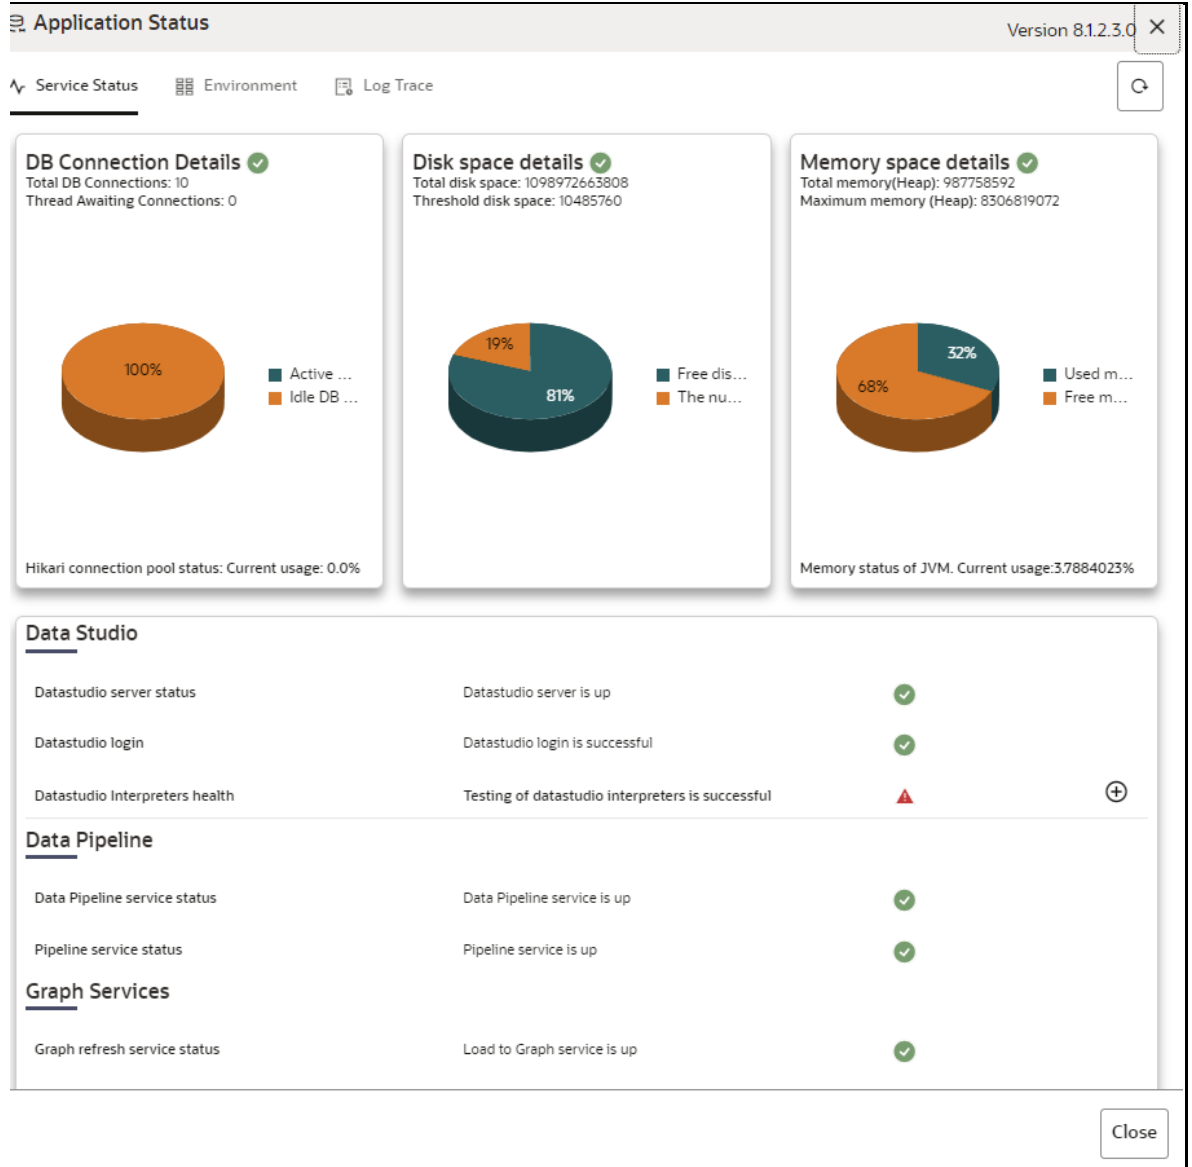 Application Status
Version 8.1.2.3.0
Service Status
Environment
Log Trace
DB Connection Details
Total DB Connections: 10
Thread Awaiting Connections: 0
100%
Active ...
Idle DB ...
Hikari connection pool status: Current usage: 0.0%
Disk space details
Total disk space: 1098972663808
Threshold disk space: 10485760
19%
81%
Free dis...
The nu...
Memory space details
Total memory(Heap): 987758592
Maximum memory (Heap): 8306819072
32%
68%
Used m...
Free m...
Memory status of JVM. Current usage:3.7884023%
Data Studio
Datastudio server status Datastudio server is up
Datastudio login Datastudio login is successful
Datastudio Interpreters health Testing of datastudio interpreters is successful
Data Pipeline
Data Pipeline service status Data Pipeline service is up
Pipeline service status Pipeline service is up
Graph Services
Graph refresh service status Load to Graph service is up
Close